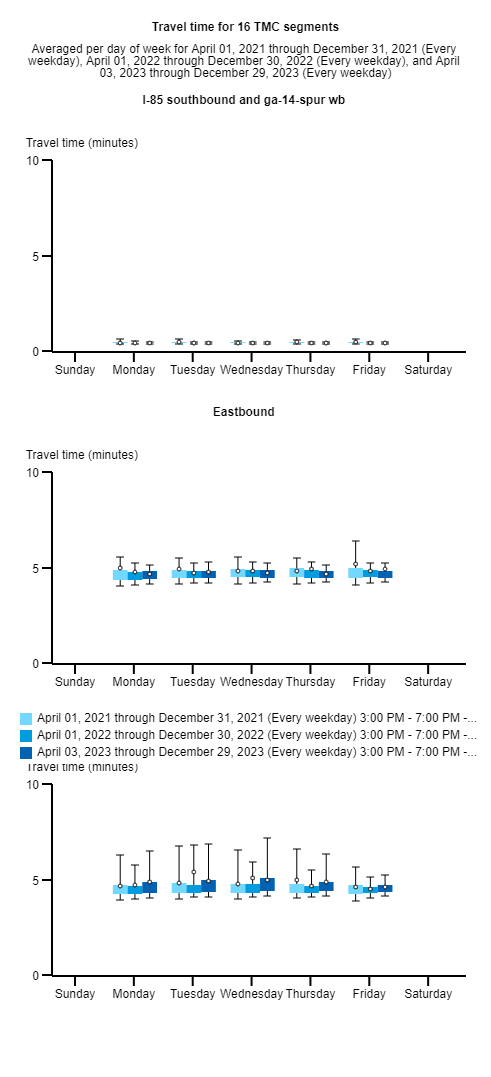 Travel time for 16 TMC segments
Averaged per day of week for April 01, 2021 through December 31, 2021 (Every
weekday), April 01, 2022 through December 30, 2022 (Every weekday), and April
03, 2023 through December 29, 2023 (Every weekday)
I-85 southbound and ga-14-spur wb
Travel time (minutes)
10
5
0
Sunday Monday Tuesday Wednesday Thursday Friday Saturday
Eastbound
Travel time (minutes)
10
5
0
Sunday Monday Tuesday Wednesday Thursday Friday Saturday
April 01, 2021 through December 31, 2021 (Every weekday) 3:00 PM - 7:00 PM -...
April 01, 2022 through December 30, 2022 (Every weekday) 3:00 PM - 7:00 PM -...
April 03, 2023 through December 29, 2023 (Every weekday) 3:00 PM - 7:00 PM -...
Travel time (minutes)
10
5
0
Sunday Monday Tuesday Wednesday Thursday Friday Saturday